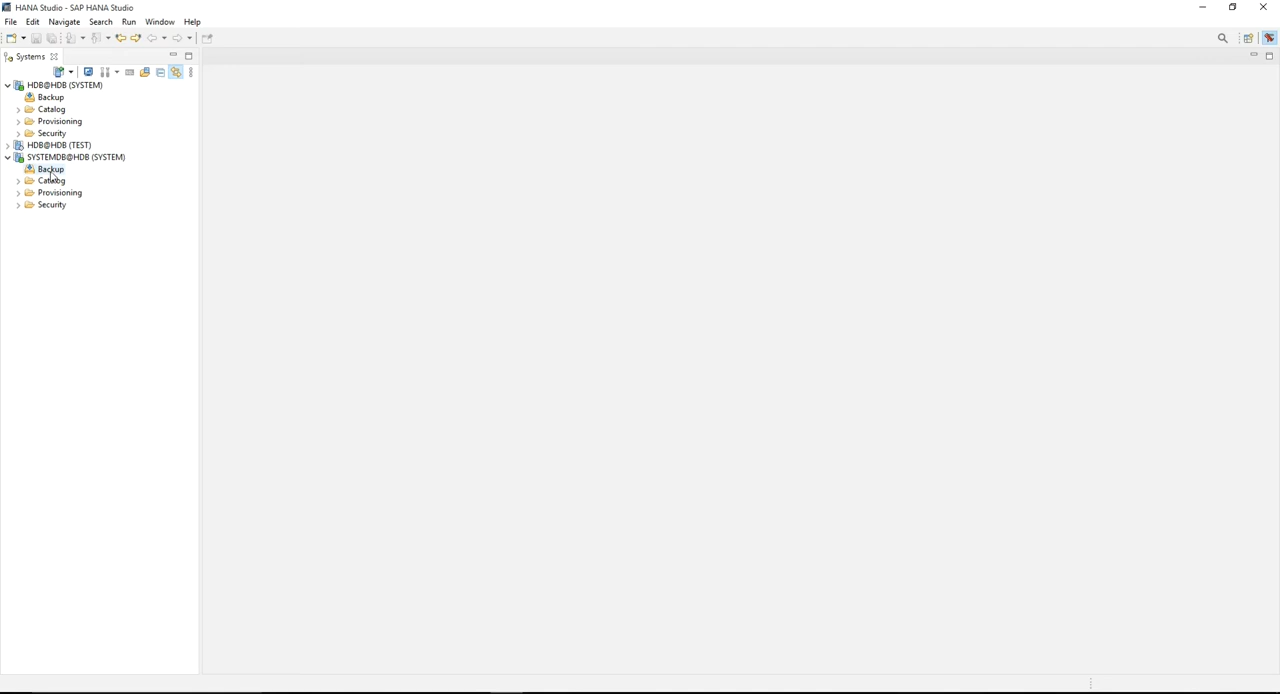 HANA Studio - SAP HANA Studio
File Edit Navigate Search Run Window Help
Systems
HDB@HDB (SYSTEM)
Backup
Catalog
Provisioning
Security
HDB@HDB (TEST)
SYSTEMDB@HDB (SYSTEM)
Backup
Catalog
Provisioning
Security